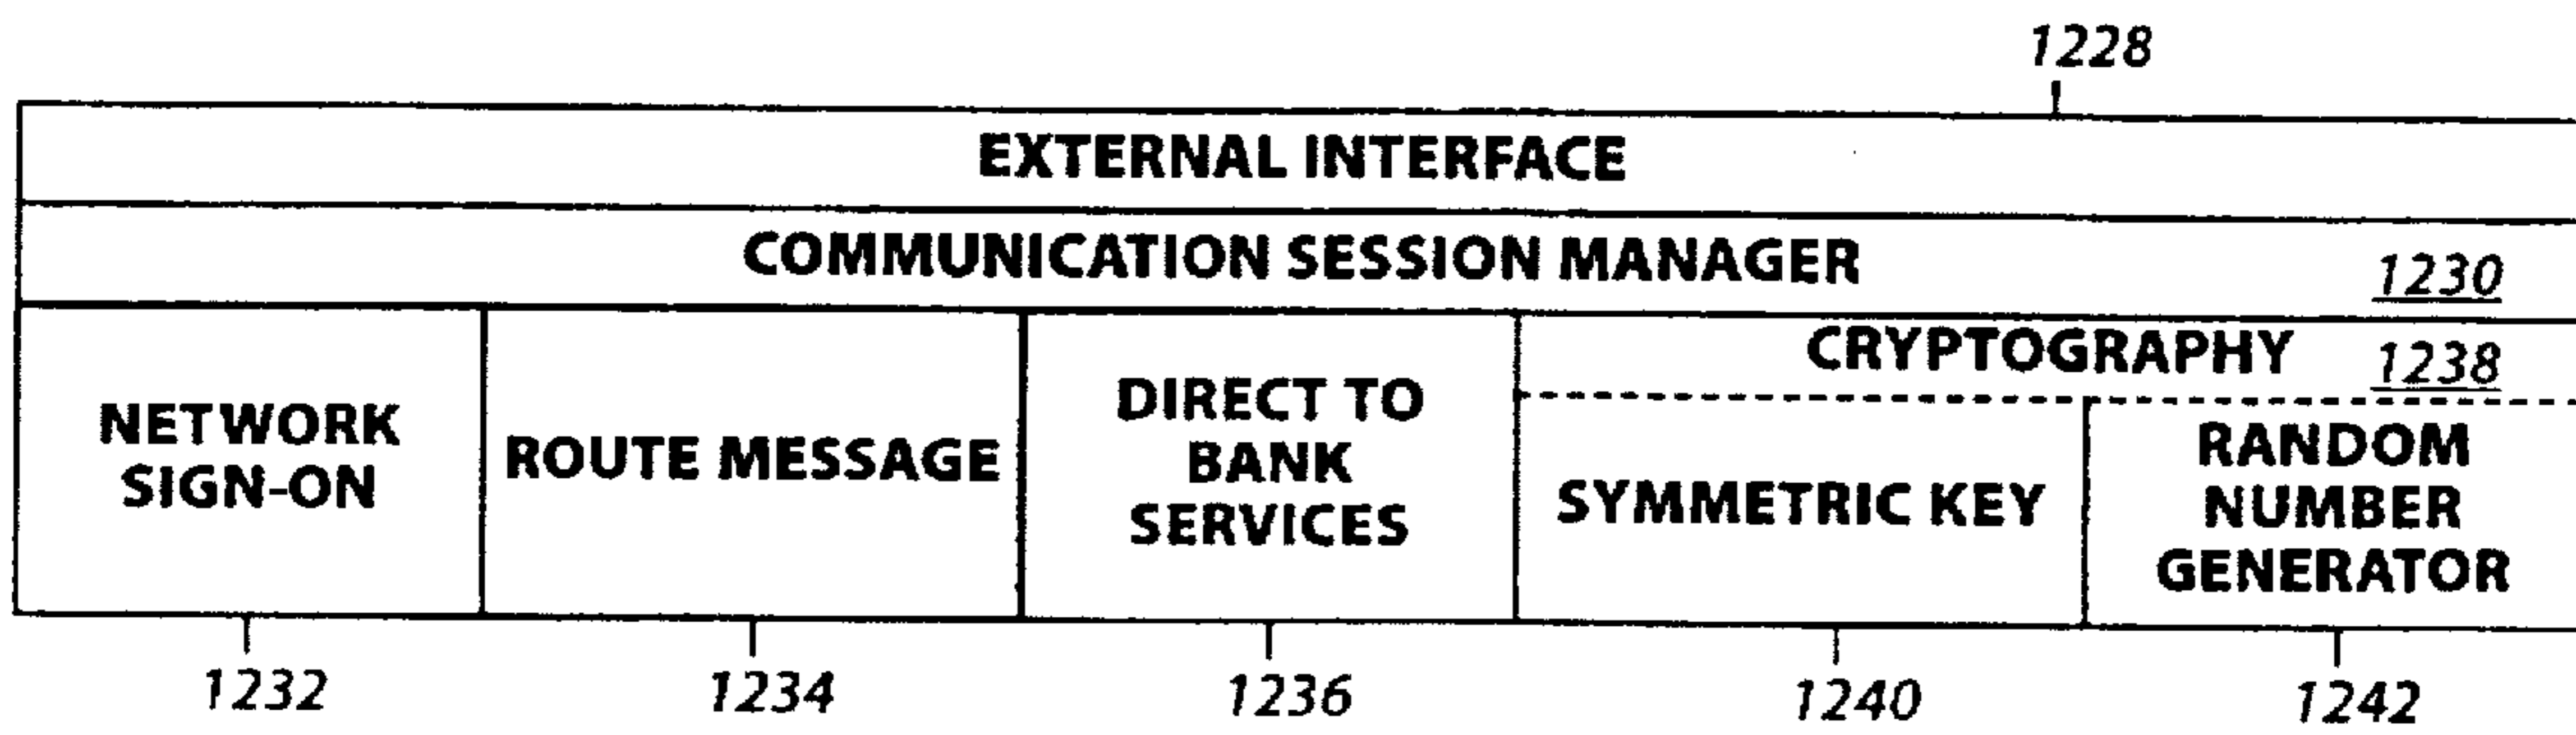 1228
EXTERNAL INTERFACE
COMMUNICATION SESSION MANAGER 1230
NETWORK
SIGN-ON
ROUTE MESSAGE
DIRECT TO
BANK
SERVICES
CRYPTOGRAPHY 1238
SYMMETRIC KEY
RANDOM
NUMBER
GENERATOR
1232 1234 1236 1240 1242